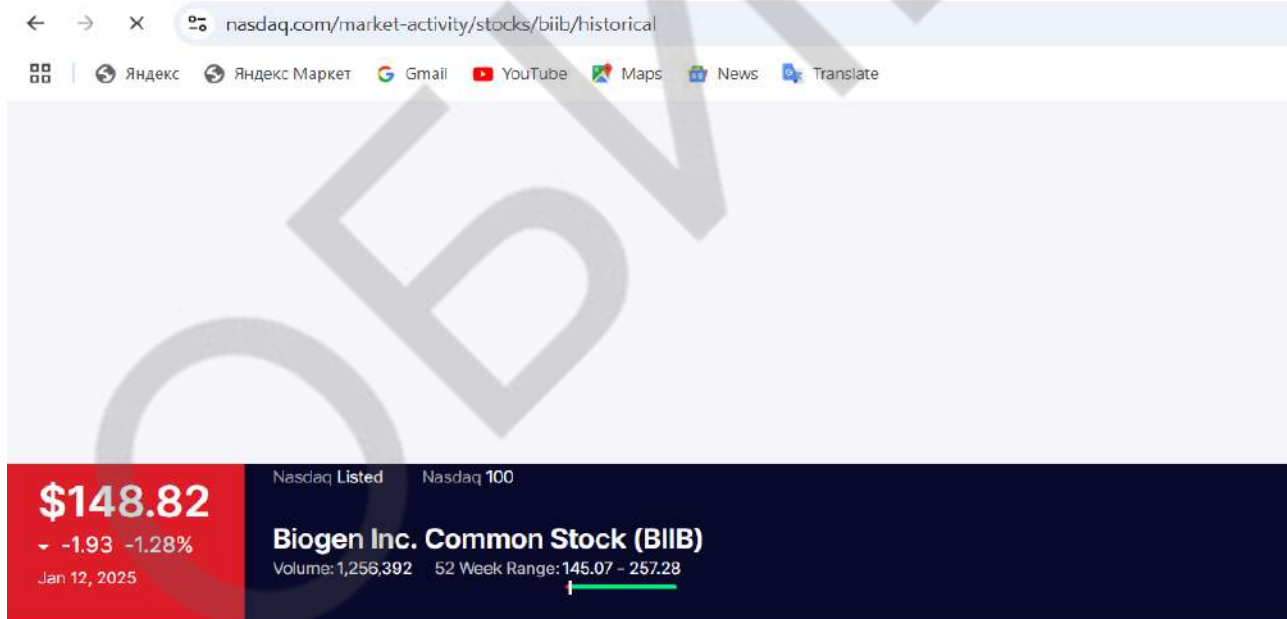 nasdaq.com/market-activity/stocks/biib/historical
Яндекс Яндекс Маркет Gmail YouTube Maps News Translate
ОБИ
Nasdaq Listed Nasdaq 100
$148.82
Biogen Inc. Common Stock (BIIB)
-1.93 -1.28%
Volume: 1,256,392 52 Week Range: 145.07 - 257.28
Jan 12, 2025